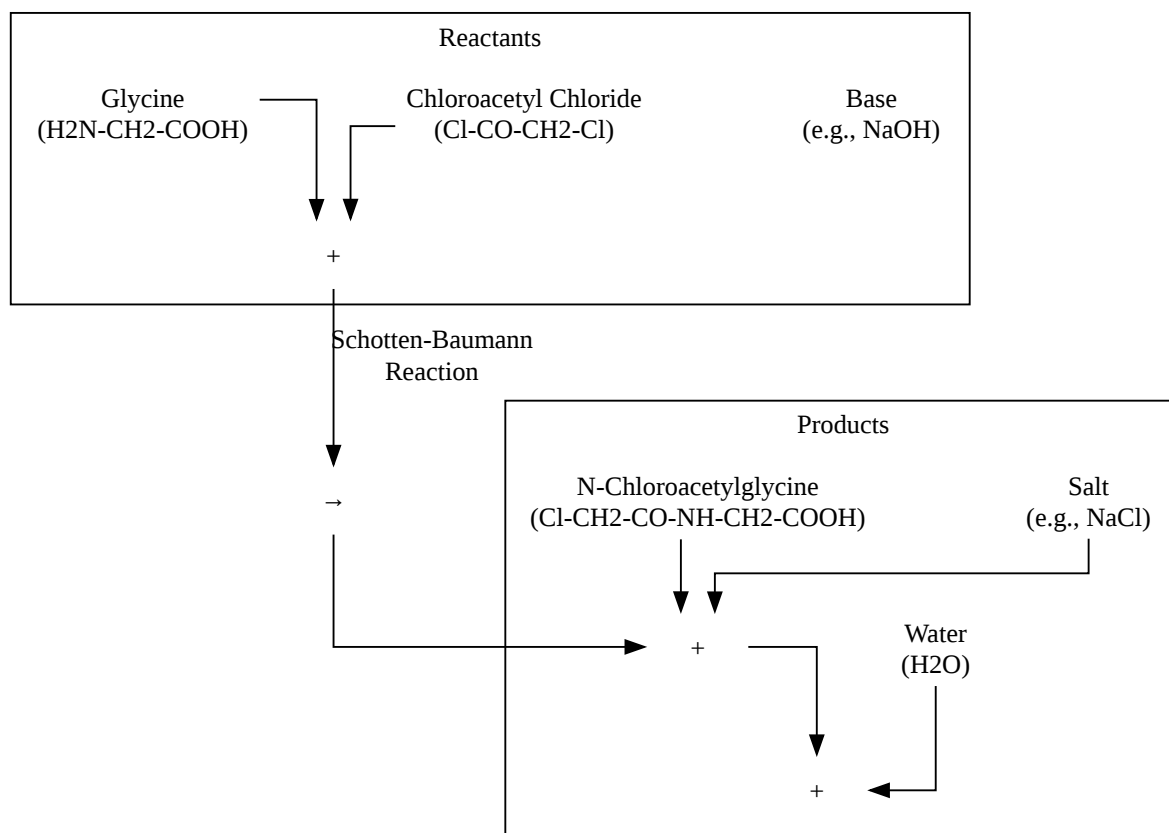 Reactants
Glycine
(H2N-CH2-COOH)
Chloroacetyl Chloride
(Cl-CO-CH2-Cl)
Base
(e.g., NaOH)
+
Schotten-Baumann
Reaction
→
Products
N-Chloroacetylglycine
(Cl-CH2-CO-NH-CH2-COOH)
Salt
(e.g., NaCl)
+
Water
(H2O)
+